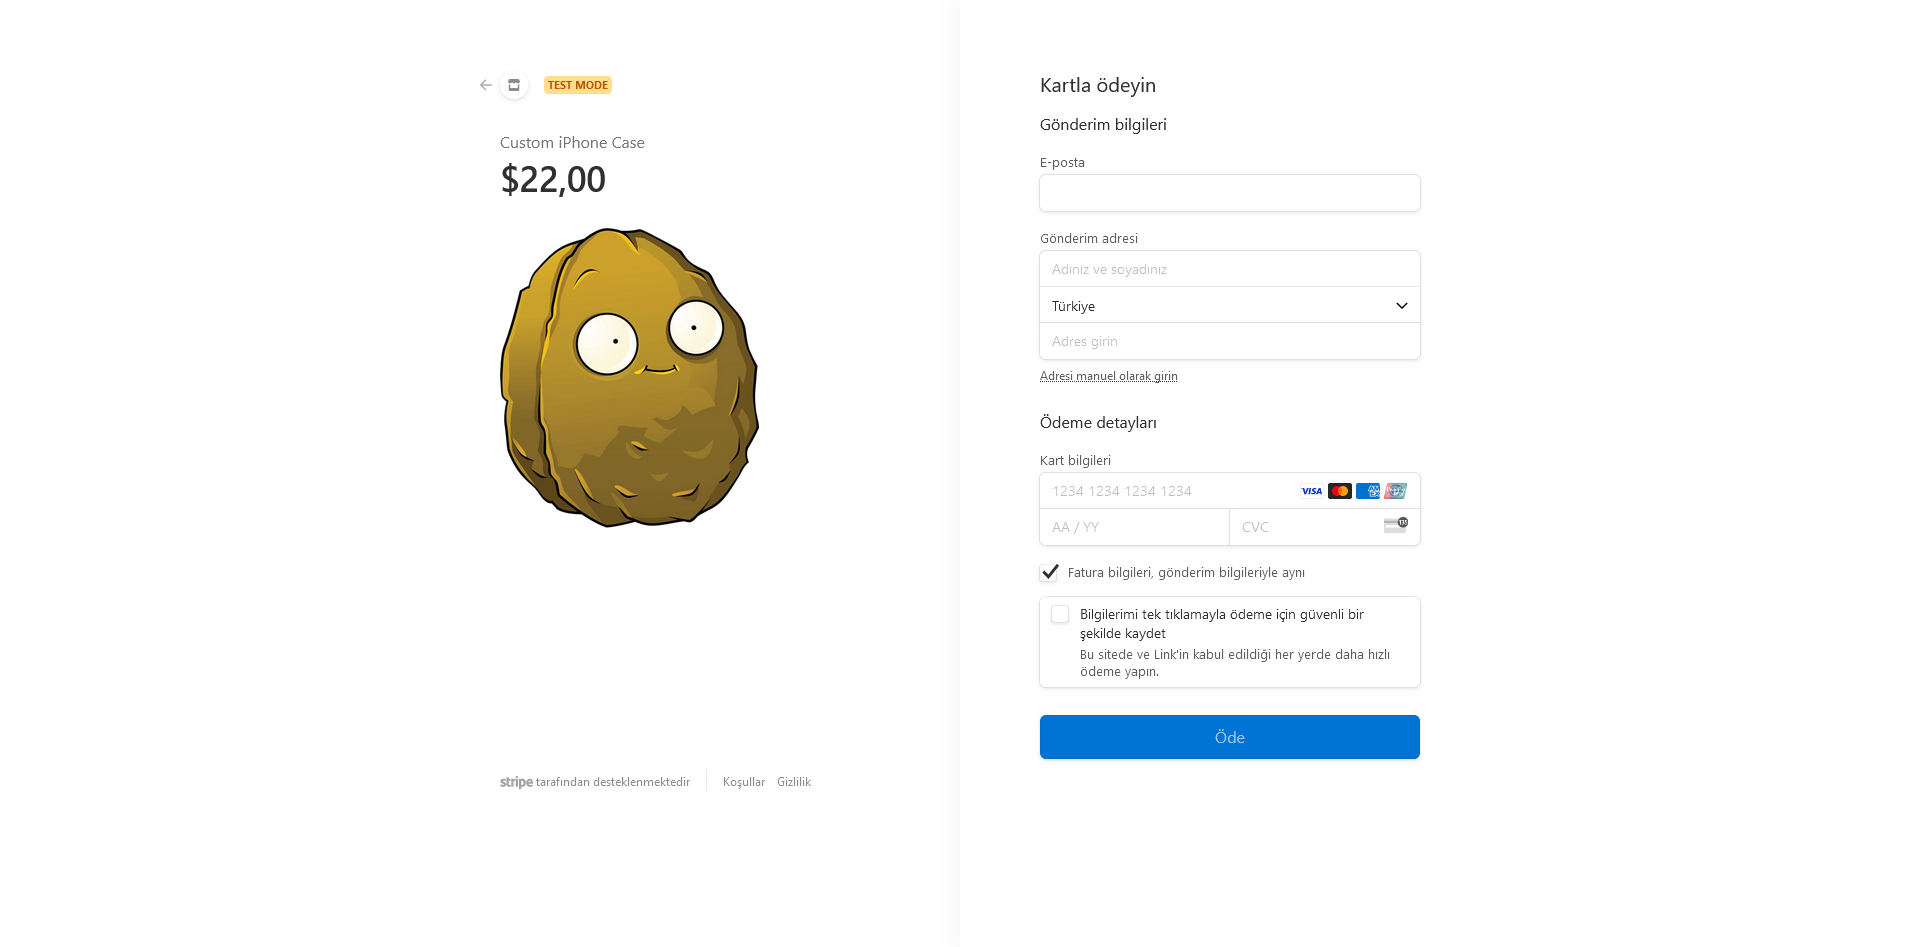 TEST MODE
Custom iPhone Case
$22,00
stripe tarafından desteklenmektedir
Koşullar
Gizlilik
Kartla ödeyin
Gönderim bilgileri
E-posta
Gönderim adresi
Adınız ve soyadınız
Türkiye
Adres girin
Adresi manuel olarak girin
Ödeme detayları
Kart bilgileri
1234 1234 1234 1234
VISA
AA / YY
CVC
135
Fatura bilgileri, gönderim bilgileriyle aynı
Bilgilerimi tek tıklamayla ödeme için güvenli bir
şekilde kaydet
Bu sitede ve Link'in kabul edildiği her yerde daha hızlı
ödeme yapın.
Öde